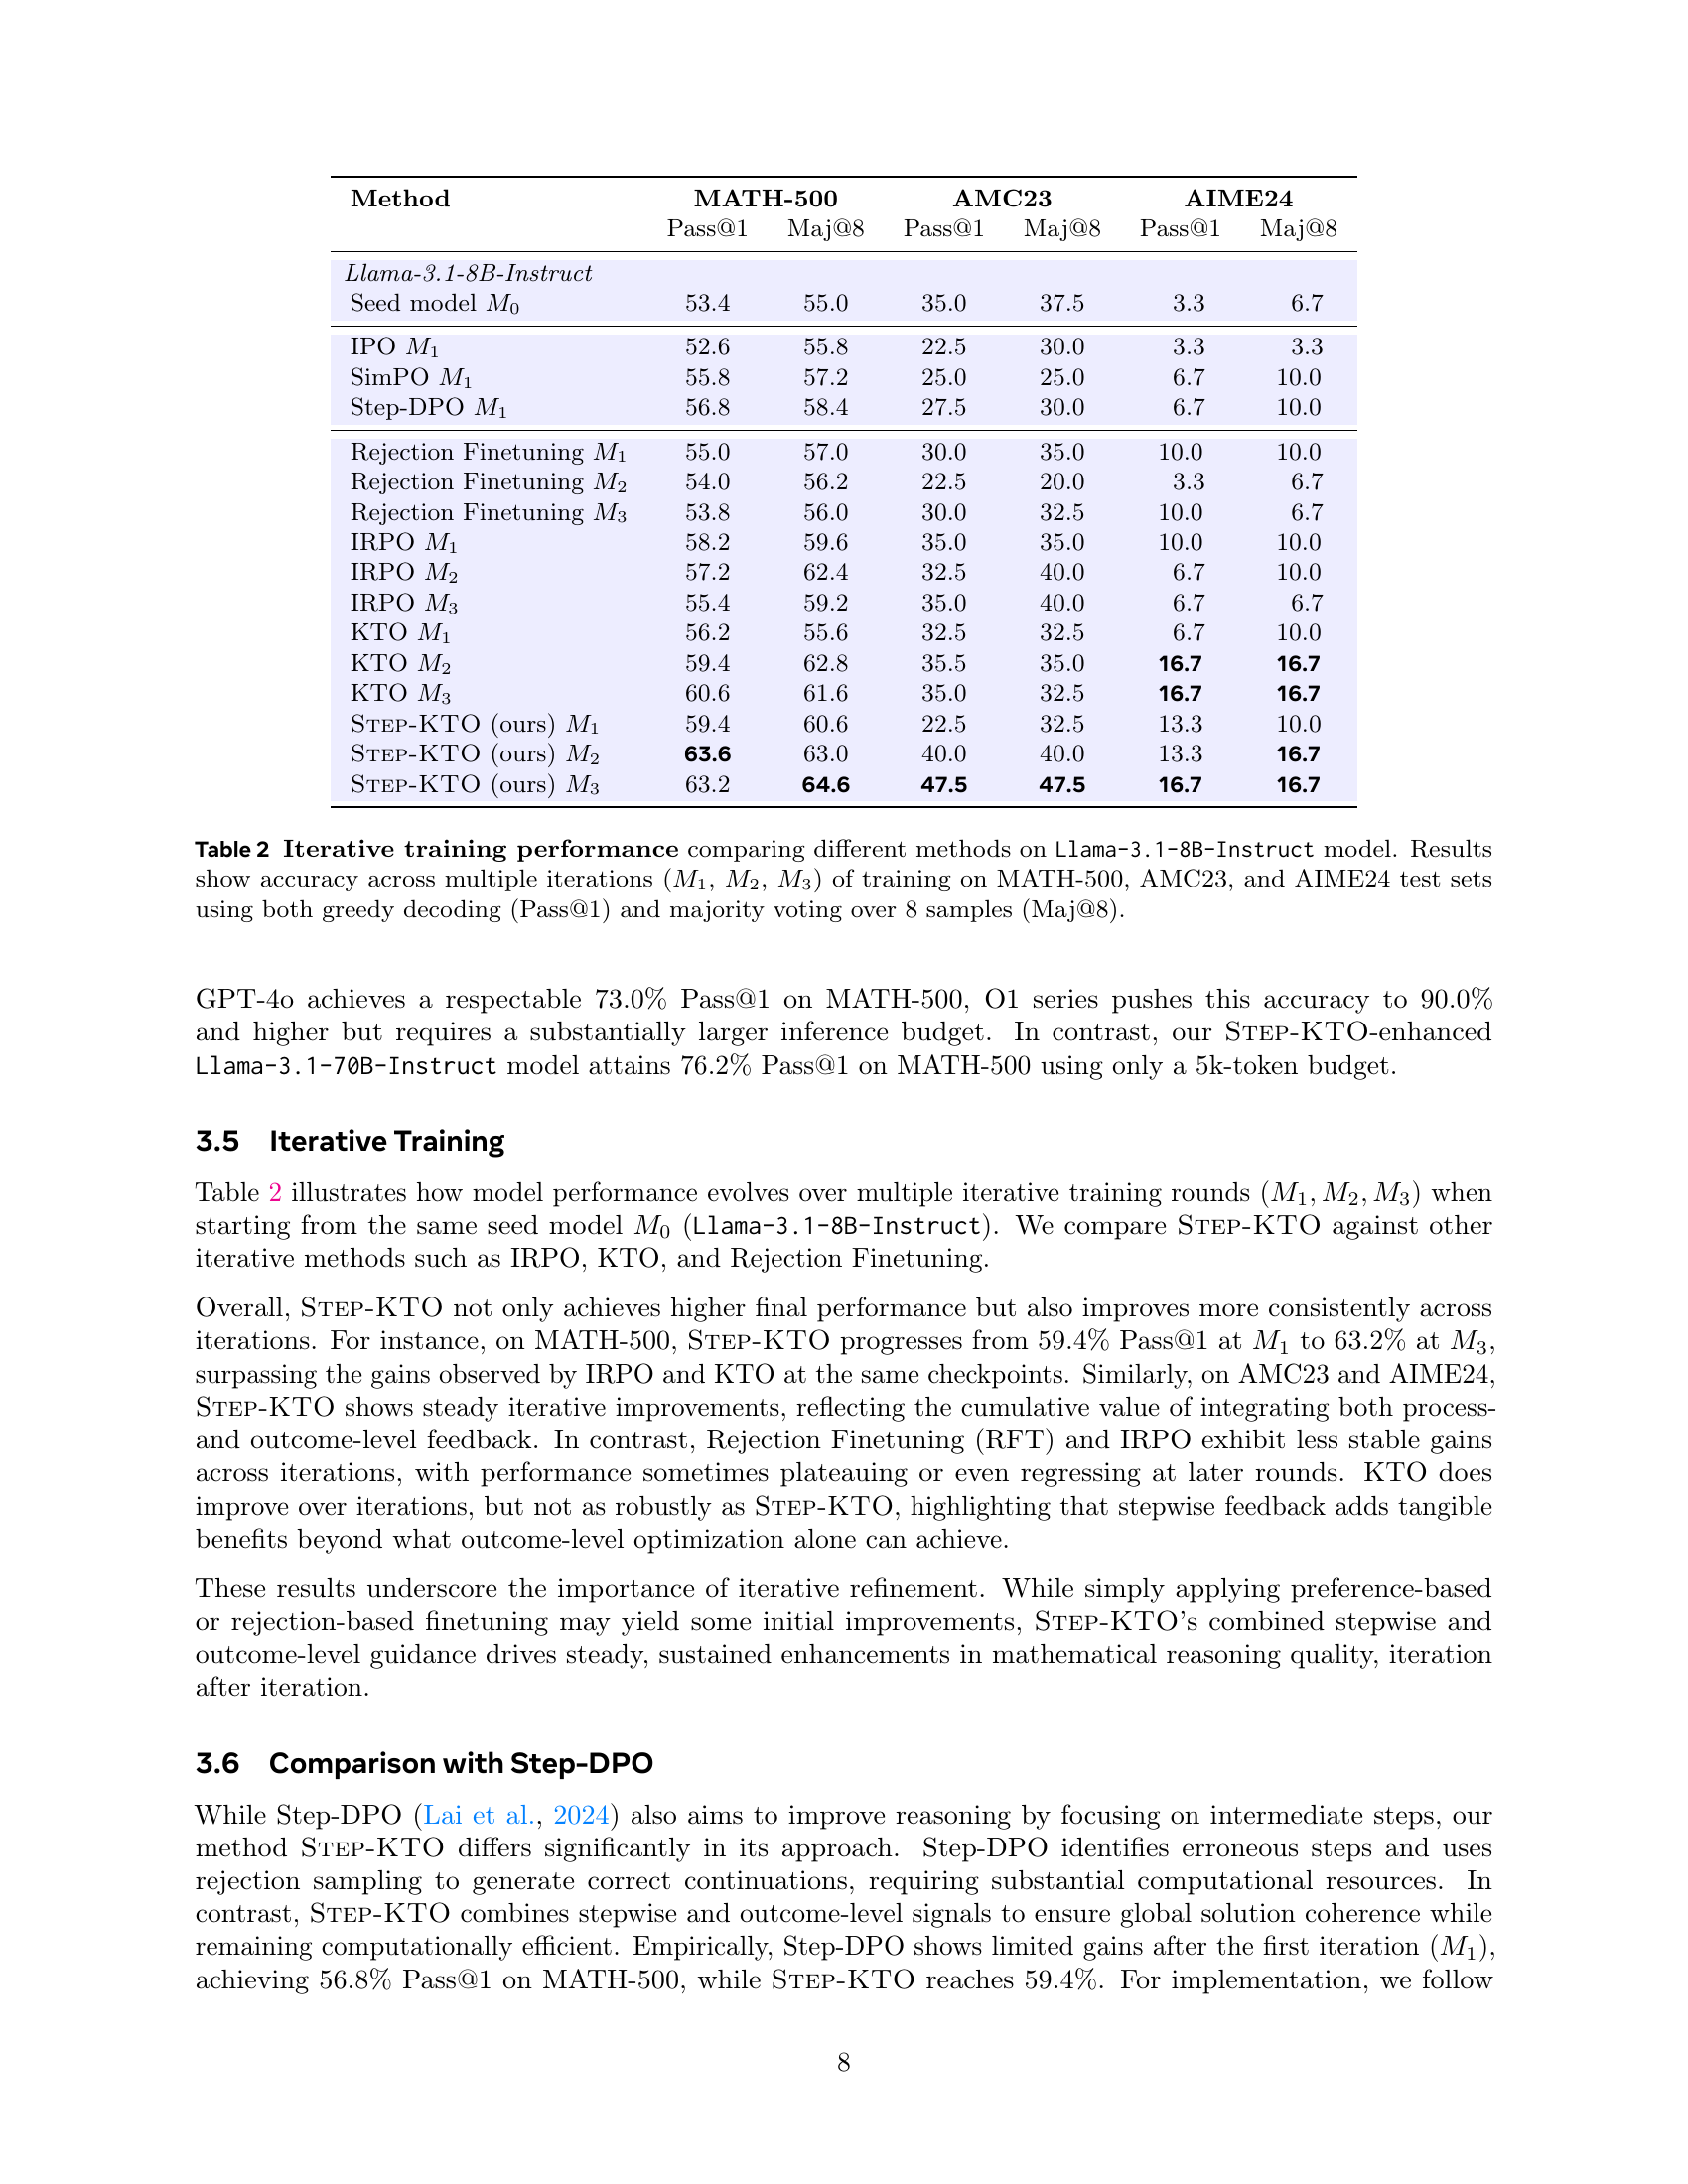 Method MATH-500 AMC23 AIME24
Pass@1 Maj@8 Pass@1 Maj@8 Pass@1 Maj@8
Llama-3.1-8B-Instruct
Seed model M₀ 53.4 55.0 35.0 37.5 3.3 6.7
IPO M₁ 52.6 55.8 22.5 30.0 3.3 3.3
SimPO M₁ 55.8 57.2 25.0 25.0 6.7 10.0
Step-DPO M₁ 56.8 58.4 27.5 30.0 6.7 10.0
Rejection Finetuning M₁ 55.0 57.0 30.0 35.0 10.0 10.0
Rejection Finetuning M₂ 54.0 56.2 22.5 20.0 3.3 6.7
Rejection Finetuning M₃ 53.8 56.0 30.0 32.5 10.0 6.7
IRPO M₁ 58.2 59.6 35.0 35.0 10.0 10.0
IRPO M₂ 57.2 62.4 32.5 40.0 6.7 10.0
IRPO M₃ 55.4 59.2 35.0 40.0 6.7 6.7
KTO M₁ 56.2 55.6 32.5 32.5 6.7 10.0
KTO M₂ 59.4 62.8 35.5 35.0 16.7 16.7
KTO M₃ 60.6 61.6 35.0 32.5 16.7 16.7
STEP-KTO (ours) M₁ 59.4 60.6 22.5 32.5 13.3 10.0
STEP-KTO (ours) M₂ 63.6 63.0 40.0 40.0 13.3 16.7
STEP-KTO (ours) M₃ 63.2 64.6 47.5 47.5 16.7 16.7
Table 2 Iterative training performance comparing different methods on Llama-3.1-8B-Instruct model. Results
show accuracy across multiple iterations (M₁, M₂, M₃) of training on MATH-500, AMC23, and AIME24 test sets
using both greedy decoding (Pass@1) and majority voting over 8 samples (Maj@8).
GPT-4o achieves a respectable 73.0% Pass@1 on MATH-500, O1 series pushes this accuracy to 90.0%
and higher but requires a substantially larger inference budget. In contrast, our STEP-KTO-enhanced
Llama-3.1-70B-Instruct model attains 76.2% Pass@1 on MATH-500 using only a 5k-token budget.
3.5 Iterative Training
Table 2 illustrates how model performance evolves over multiple iterative training rounds (M₁, M₂, M₃) when
starting from the same seed model M₀ (Llama-3.1-8B-Instruct). We compare STEP-KTO against other
iterative methods such as IRPO, KTO, and Rejection Finetuning.
Overall, STEP-KTO not only achieves higher final performance but also improves more consistently across
iterations. For instance, on MATH-500, STEP-KTO progresses from 59.4% Pass@1 at M₁ to 63.2% at M₃,
surpassing the gains observed by IRPO and KTO at the same checkpoints. Similarly, on AMC23 and AIME24,
STEP-KTO shows steady iterative improvements, reflecting the cumulative value of integrating both process-
and outcome-level feedback. In contrast, Rejection Finetuning (RFT) and IRPO exhibit less stable gains
across iterations, with performance sometimes plateauing or even regressing at later rounds. KTO does
improve over iterations, but not as robustly as STEP-KTO, highlighting that stepwise feedback adds tangible
benefits beyond what outcome-level optimization alone can achieve.
These results underscore the importance of iterative refinement. While simply applying preference-based
or rejection-based finetuning may yield some initial improvements, STEP-KTO's combined stepwise and
outcome-level guidance drives steady, sustained enhancements in mathematical reasoning quality, iteration
after iteration.
3.6 Comparison with Step-DPO
While Step-DPO (Lai et al., 2024) also aims to improve reasoning by focusing on intermediate steps, our
method STEP-KTO differs significantly in its approach. Step-DPO identifies erroneous steps and uses
rejection sampling to generate correct continuations, requiring substantial computational resources. In
contrast, STEP-KTO combines stepwise and outcome-level signals to ensure global solution coherence while
remaining computationally efficient. Empirically, Step-DPO shows limited gains after the first iteration (M₁),
achieving 56.8% Pass@1 on MATH-500, while STEP-KTO reaches 59.4%. For implementation, we follow
8